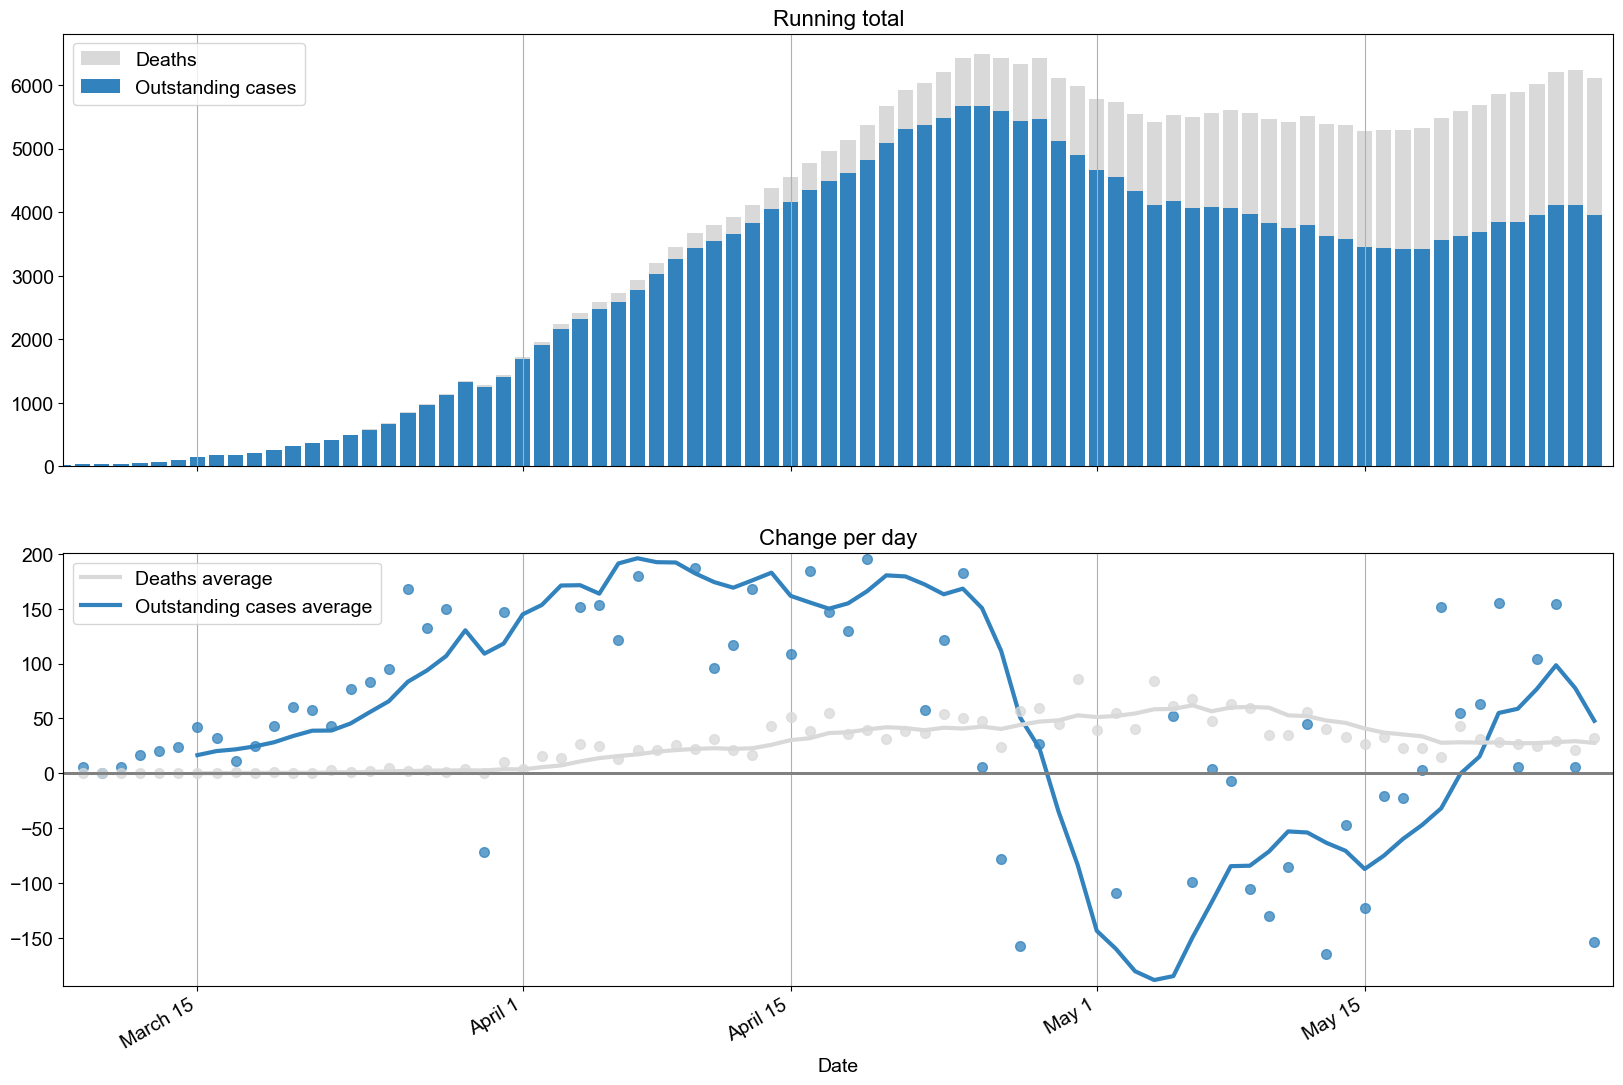 Running total
Deaths
Outstanding cases
6000
5000
4000
3000
2000
1000
0
Change per day
Deaths average
Outstanding cases average
200
150
100
50
0
−50
−100
−150
March 15
April 1
April 15
May 1
May 15
Date